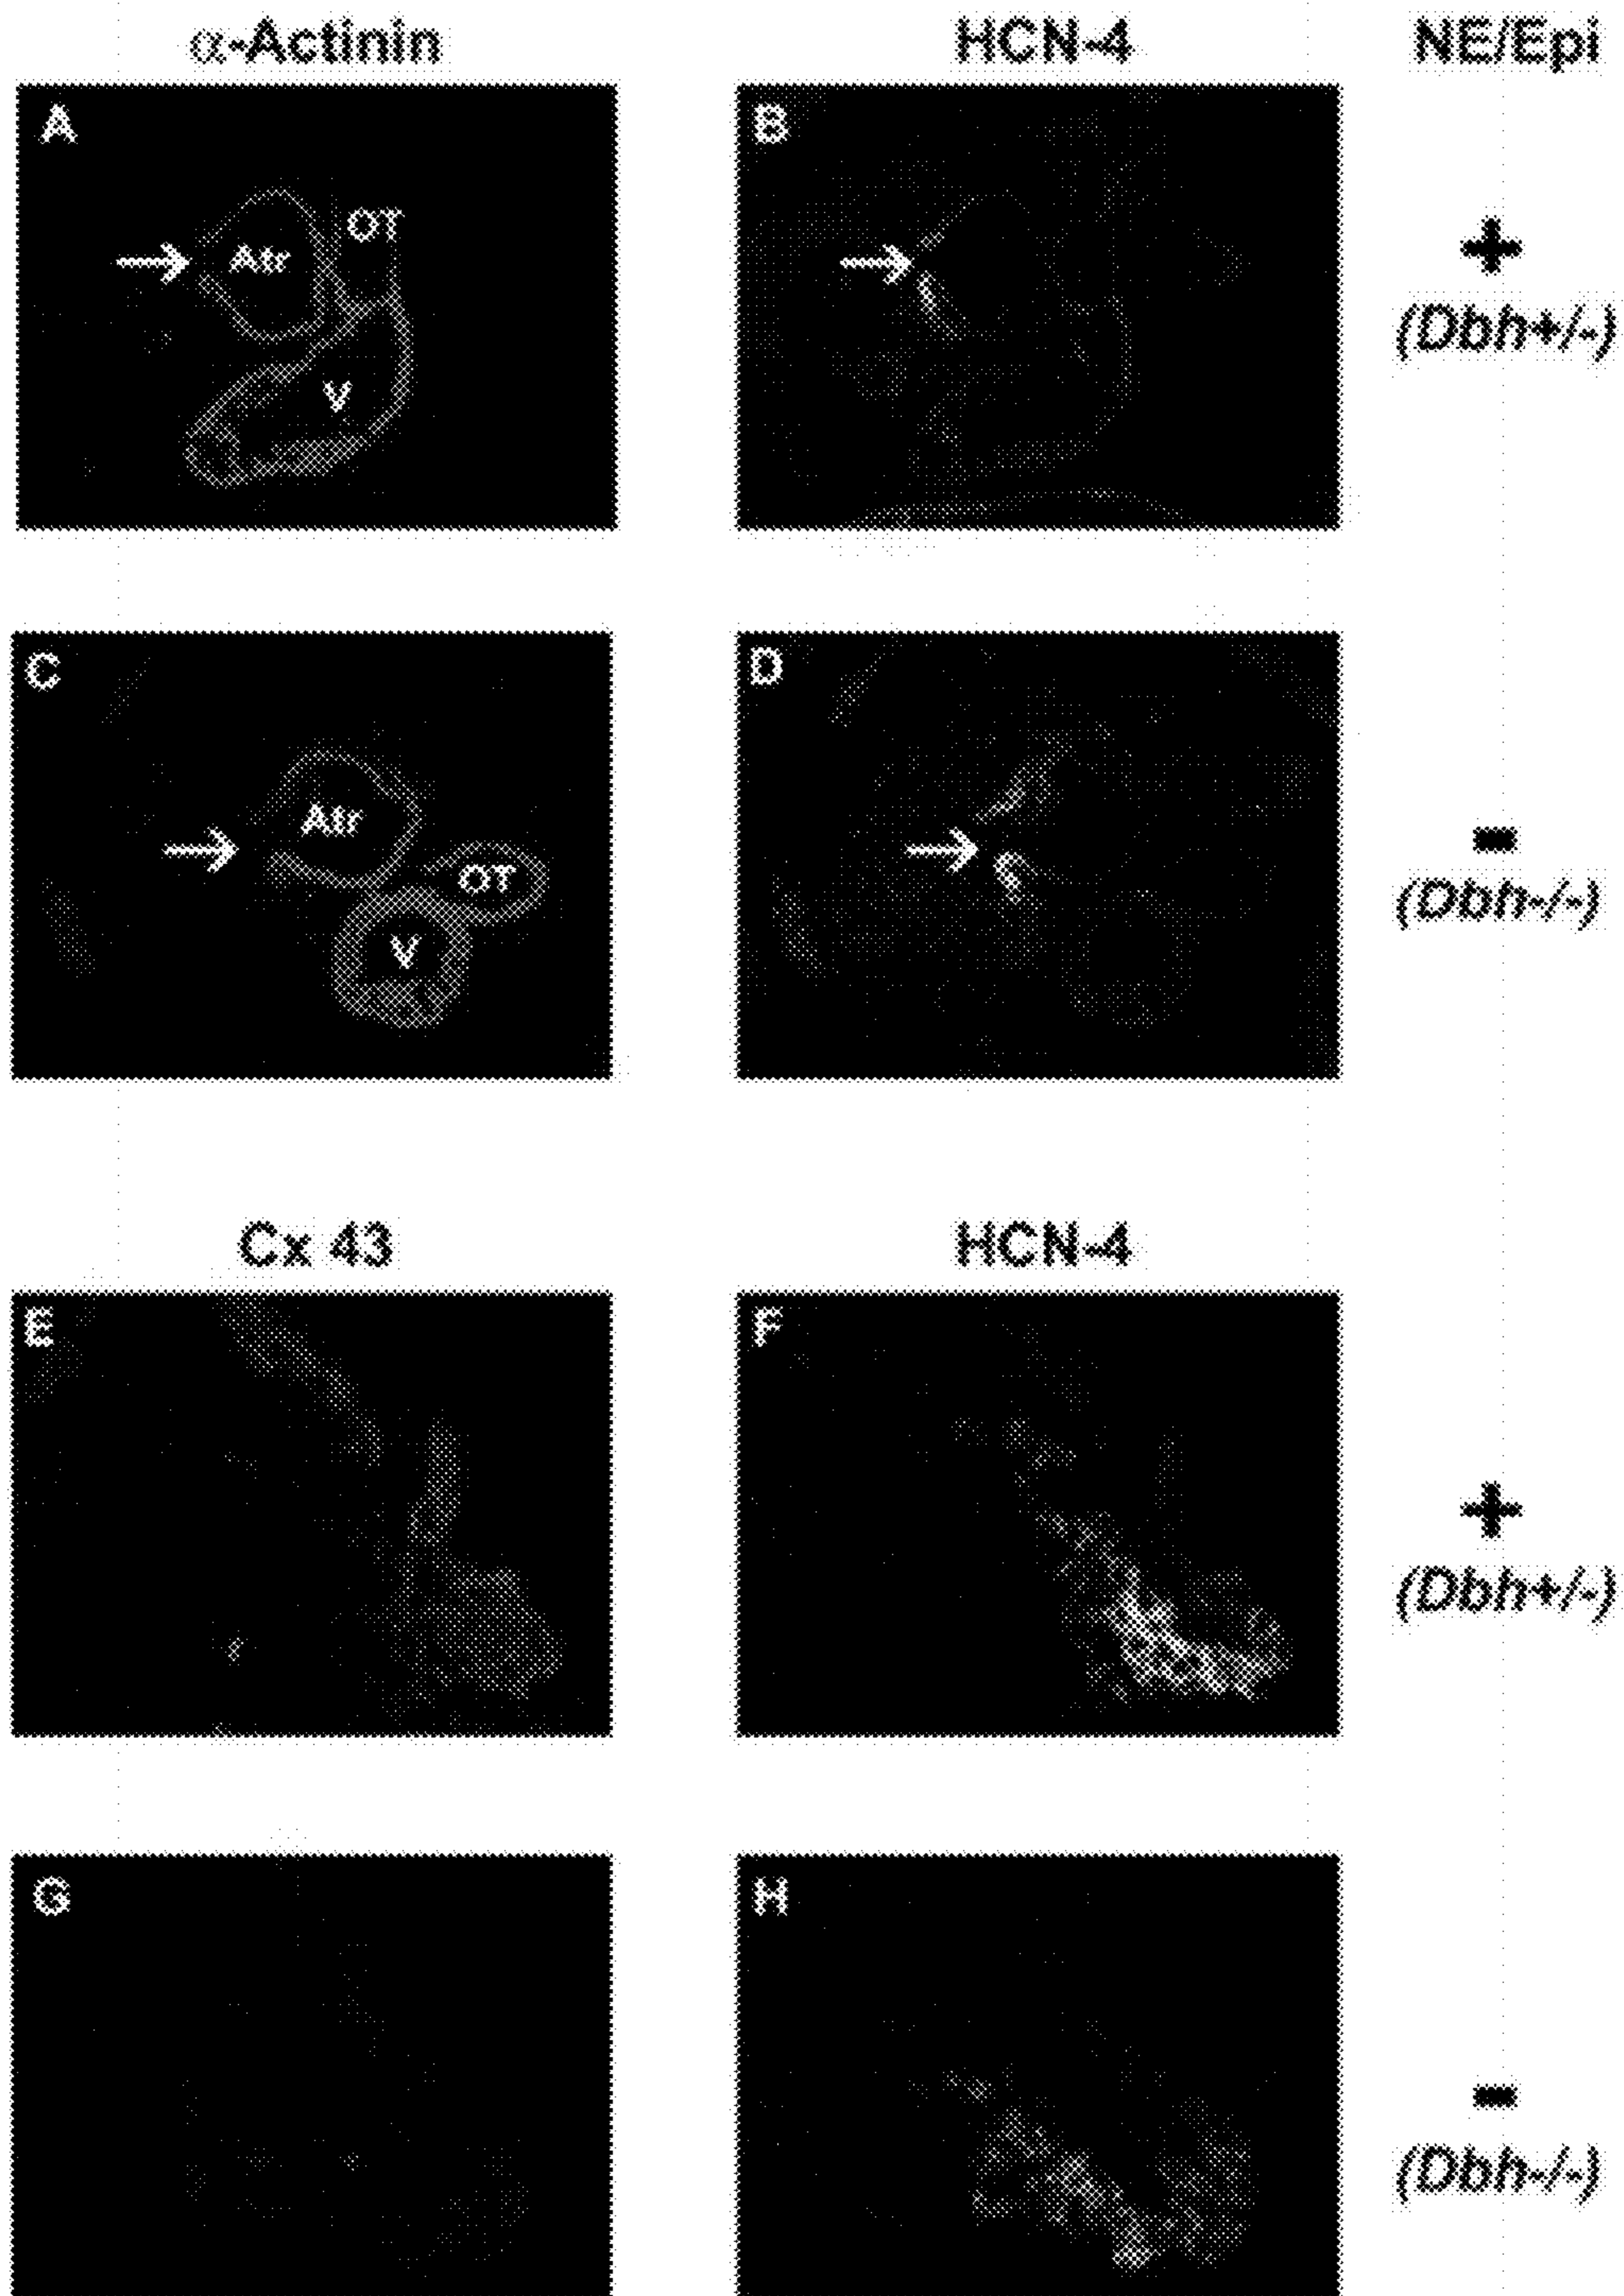 α-Actinin HCN-4 NE/Epi
A B
OT
Atr
+
(Dbh+/-)
V
C D
Atr
OT
-
(Dbh-/-)
V
Cx 43 HCN-4
E F
+
(Dbh+/-)
G H
-
(Dbh-/-)